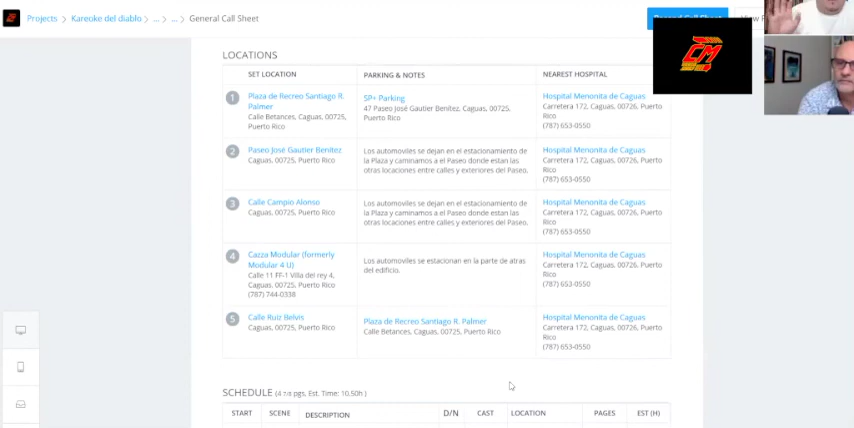 Projects > Kareoke del diablo > ... > ... > General Call Sheet
LOCATIONS
SET LOCATION PARKING & NOTES NEAREST HOSPITAL
1 Plaza de Recreo Santiago R. Palmer
Calle Betances, Caguas, 00725, Puerto Rico
SP+ Parking
47 Paseo José Gautier Benítez, Caguas, 00725, Puerto Rico
Hospital Menonita de Caguas
Carretera 172, Caguas, 00726, Puerto Rico
(787) 653-0550
2 Paseo José Gautier Benítez
Caguas, 00725, Puerto Rico
Los automoviles se dejan en el estacionamiento de
la Plaza y caminamos a el Paseo donde estan las
otras locaciones entre calles y exteriores del Paseo.
Hospital Menonita de Caguas
Carretera 172, Caguas, 00726, Puerto Rico
(787) 653-0550
3 Calle Campio Alonso
Caguas, 00725, Puerto Rico
Los automoviles se dejan en el estacionamiento de
la Plaza y caminamos a el Paseo donde estan las
otras locaciones entre calles y exteriores del Paseo.
Hospital Menonita de Caguas
Carretera 172, Caguas, 00726, Puerto Rico
(787) 653-0550
4 Cazza Modular (formerly
Modular 4 U)
Calle 11 FF-1 Villa del rey 4,
Caguas, 00725, Puerto Rico
(787) 744-0338
Los automoviles se estacionan en la parte de atras
del edificio.
Hospital Menonita de Caguas
Carretera 172, Caguas, 00726, Puerto Rico
(787) 653-0550
5 Calle Ruiz Belvis
Caguas, 00725, Puerto Rico
Plaza de Recreo Santiago R. Palmer
Calle Betances, Caguas, 00725, Puerto Rico
Hospital Menonita de Caguas
Carretera 172, Caguas, 00726, Puerto Rico
(787) 653-0550
SCHEDULE (4 7/8 pgs, Est. Time: 10.50h )
START SCENE DESCRIPTION D/N CAST LOCATION PAGES EST (H)